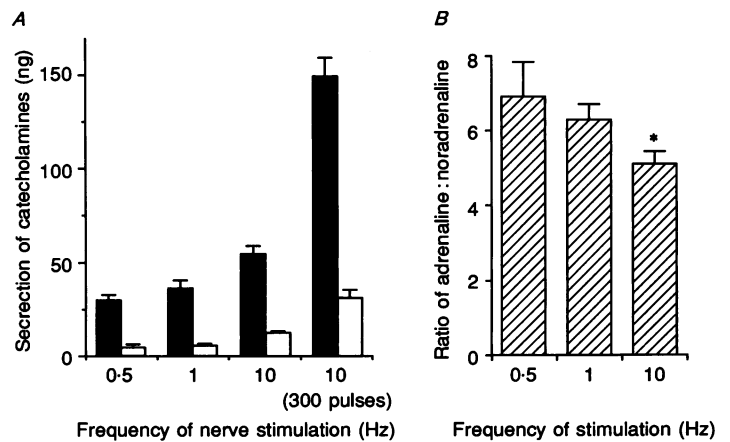 A
Secrection of catecholamines (ng)
150
100
50
0
0·5 1 10 10
(300 pulses)
Frequency of nerve stimulation (Hz)
B
Ratio of adrenaline : noradrenaline
8
6
4
2
0
*
0·5 1 10
Frequency of stimulation (Hz)